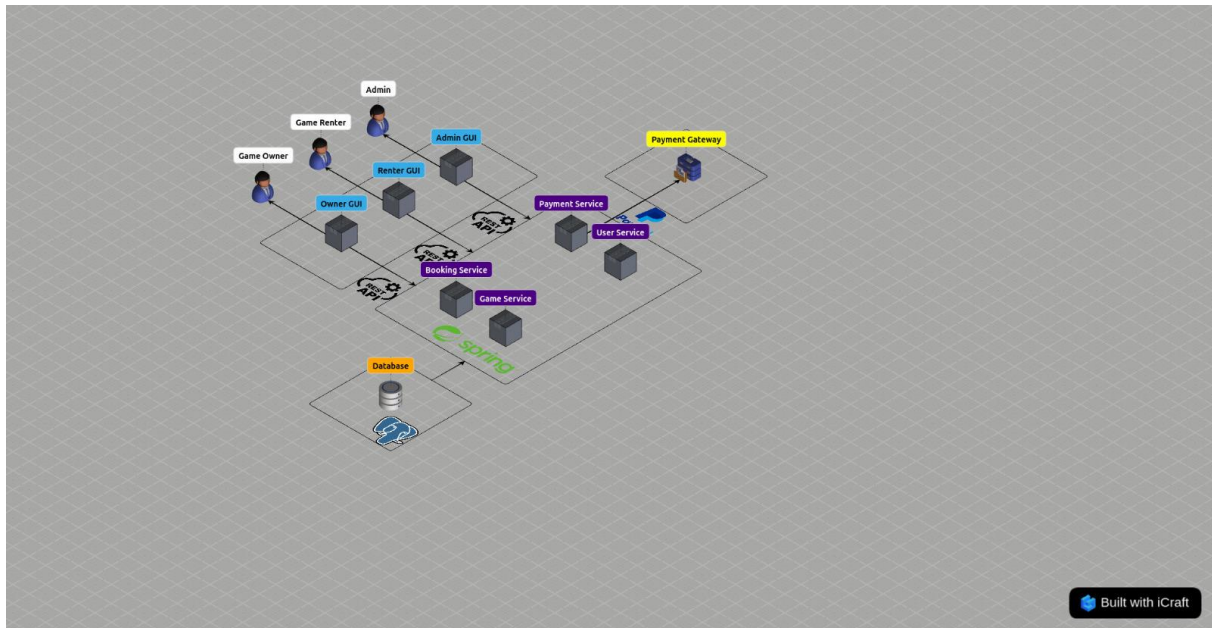 Admin
Game Renter
Admin GUI
Payment Gateway
Game Owner
Renter GUI
Owner GUI
Payment Service
REST
API
User Service
REST
Booking Service
REST
API
Game Service
spring
Database
Built with iCraft